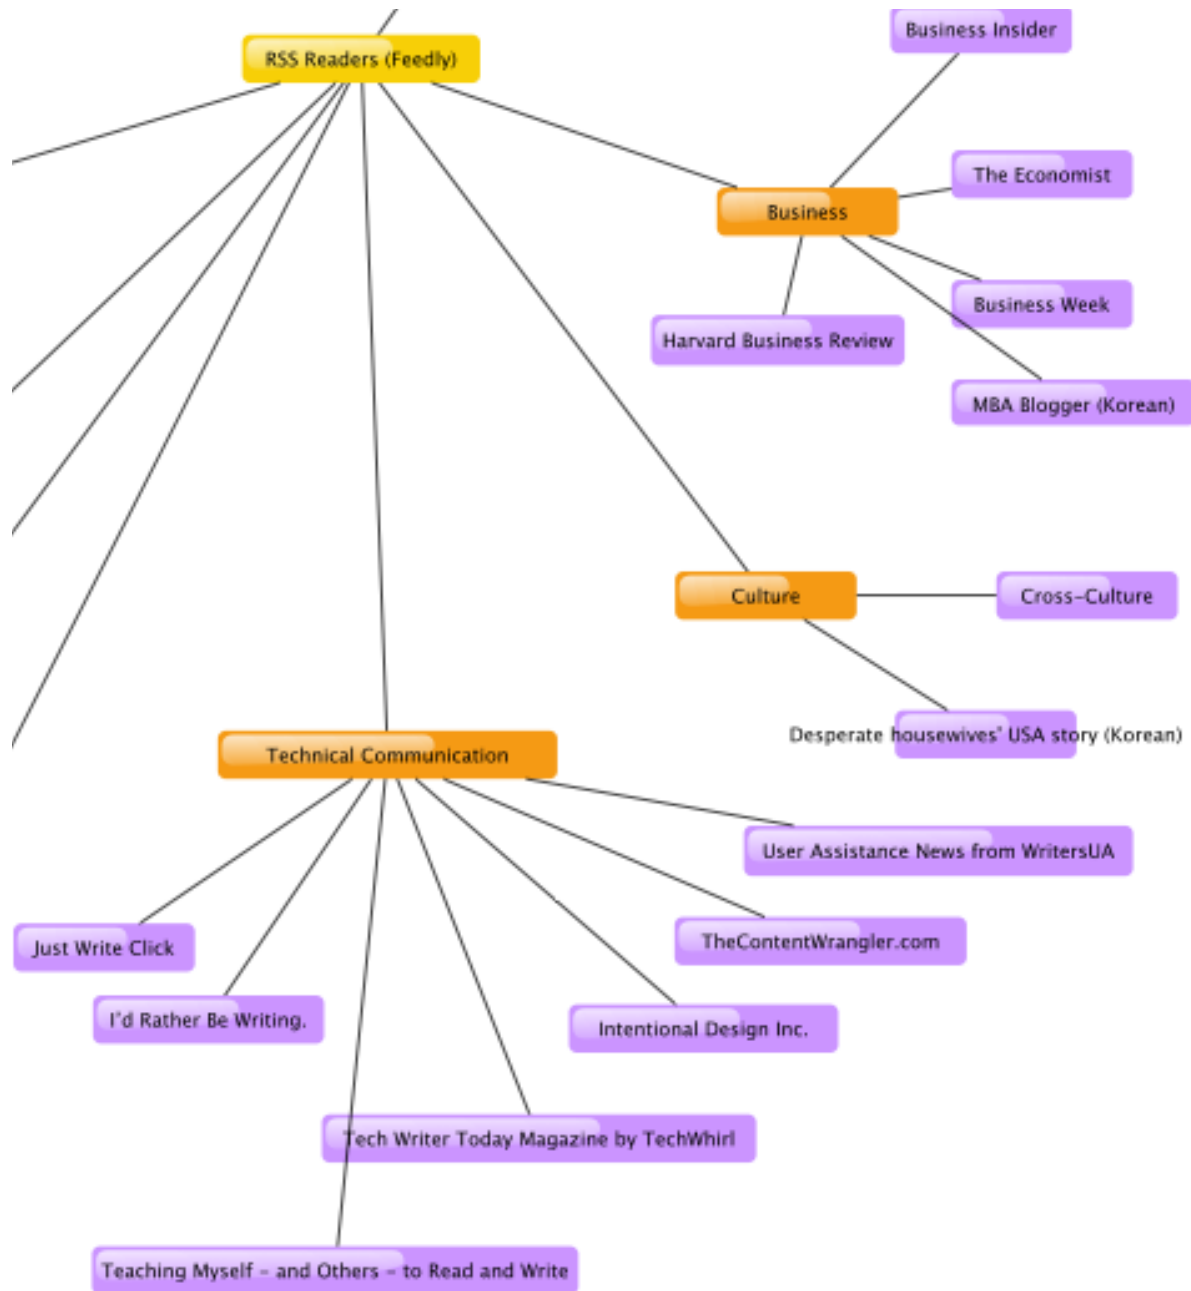 Business Insider
RSS Readers (Feedly)
The Economist
Business
Business Week
Harvard Business Review
MBA Blogger (Korean)
Culture
Cross-Culture
Desperate housewives' USA story (Korean)
Technical Communication
User Assistance News from WritersUA
TheContentWrangler.com
Just Write Click
I'd Rather Be Writing.
Intentional Design Inc.
Tech Writer Today Magazine by TechWhirl
Teaching Myself - and Others - to Read and Write